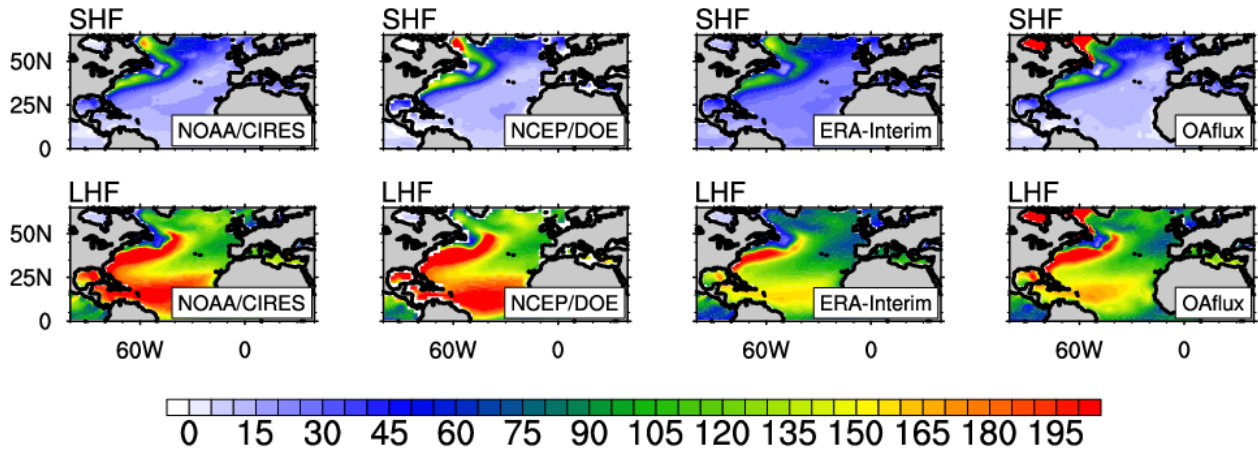 SHF SHF SHF SHF
50N
25N
0
NOAA/CIRES NCEP/DOE ERA-Interim OAflux
LHF LHF LHF LHF
50N
25N
0
NOAA/CIRES NCEP/DOE ERA-Interim OAflux
60W 0 60W 0 60W 0 60W 0
0 15 30 45 60 75 90 105 120 135 150 165 180 195